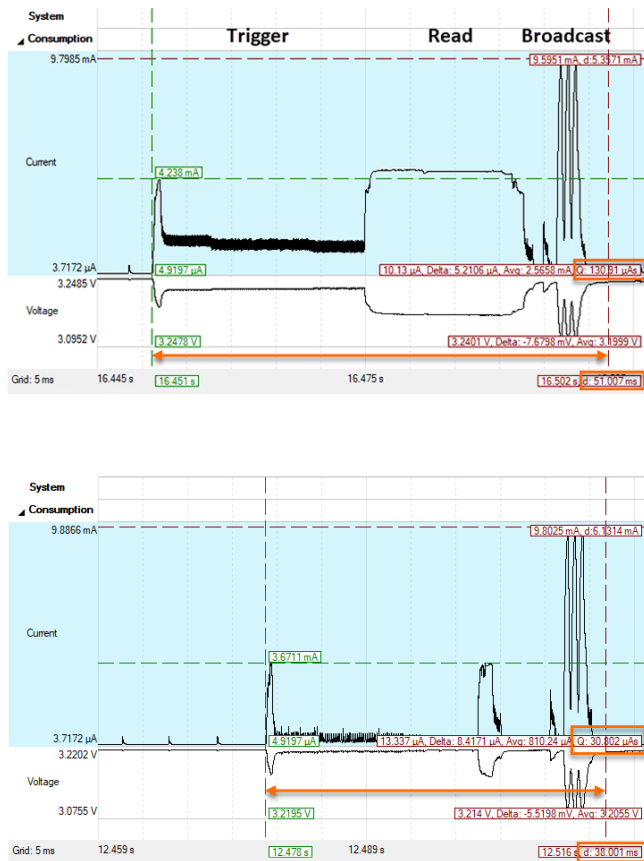 System
Consumption
Trigger Read Broadcast
9.7985 mA
9.5951 mA, d:5.3571 mA
Current
4.238 mA
3.7172 µA
4.9197 µA
10.13 µA, Delta: 5.2106 µA, Avg: 2.5658 mA, Q: 130.91 µAs
3.2485 V
Voltage
3.0952 V
3.2478 V
3.2401 V, Delta: -7.6798 mV, Avg: 3.1999 V
Grid: 5 ms
16.445 s
16.451 s
16.475 s
16.502 s, d: 51.007 ms
System
Consumption
9.8866 mA
9.8025 mA, d:6.1314 mA
Current
3.6711 mA
3.7172 µA
4.9197 µA
13.337 µA, Delta: 8.4171 µA, Avg: 810.24 µA, Q: 30.802 µAs
3.2202 V
Voltage
3.0755 V
3.2195 V
3.214 V, Delta: -5.5198 mV, Avg: 3.2055 V
Grid: 5 ms
12.459 s
12.478 s
12.489 s
12.516 s, d: 38.001 ms